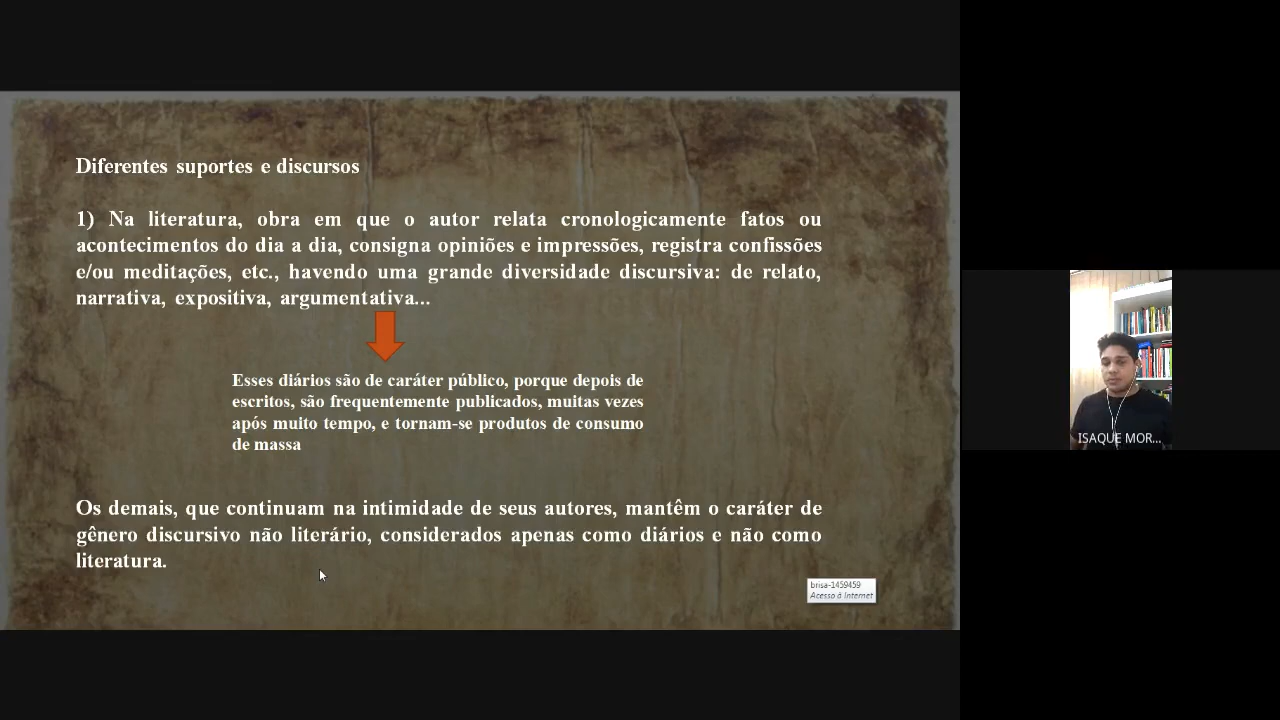 Diferentes suportes e discursos
1) Na literatura, obra em que o autor relata cronologicamente fatos ou
acontecimentos do dia a dia, consigna opiniões e impressões, registra confissões
e/ou meditações, etc., havendo uma grande diversidade discursiva: de relato,
narrativa, expositiva, argumentativa...
Esses diários são de caráter público, porque depois de
escritos, são frequentemente publicados, muitas vezes
após muito tempo, e tornam-se produtos de consumo
de massa
Os demais, que continuam na intimidade de seus autores, mantêm o caráter de
gênero discursivo não literário, considerados apenas como diários e não como
literatura.
brisa-1459459
Acesso à Internet
ISAQUE MOR...